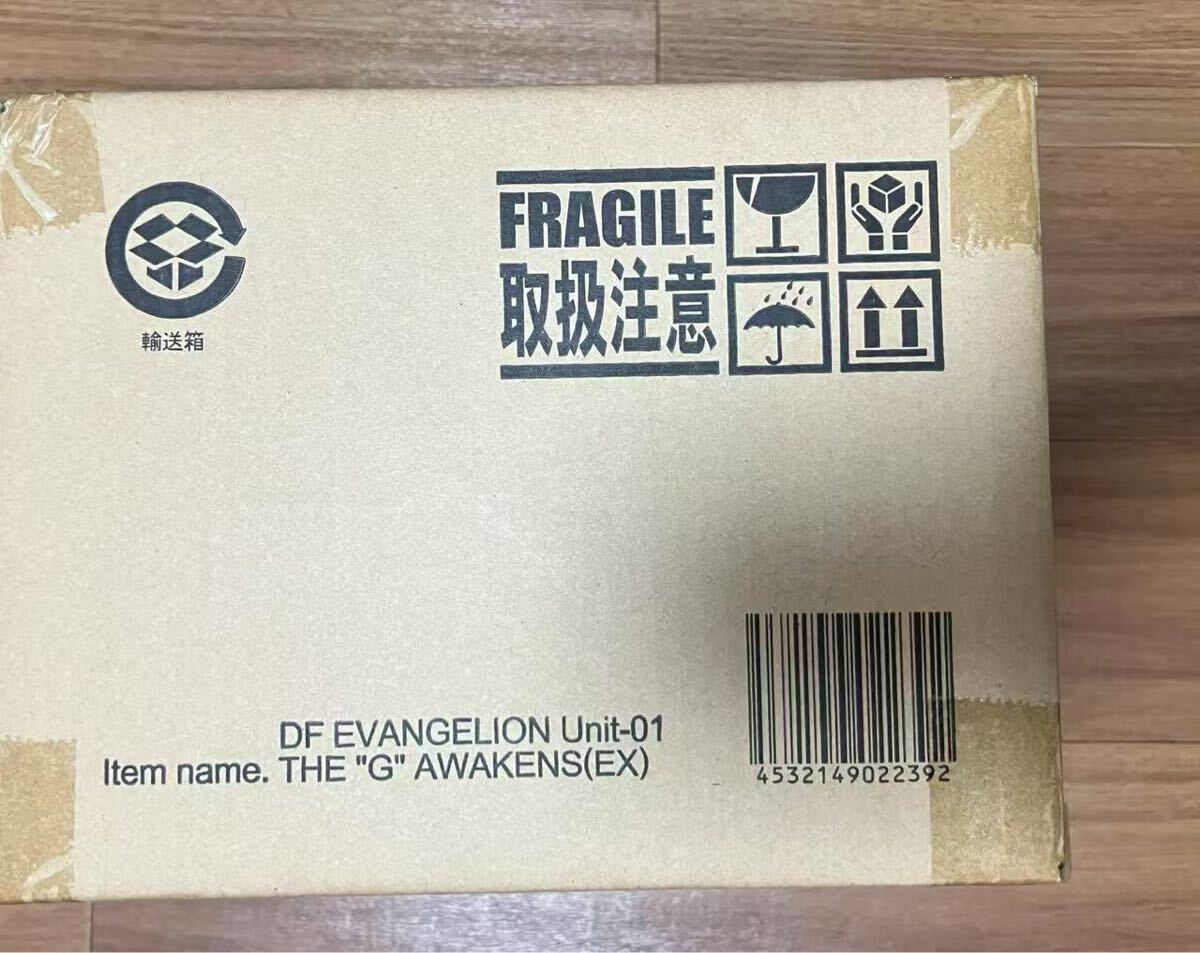 FRAGILE
取扱注意
輸送箱
DF EVANGELION Unit-01
Item name. THE "G" AWAKENS(EX)
4532149022392